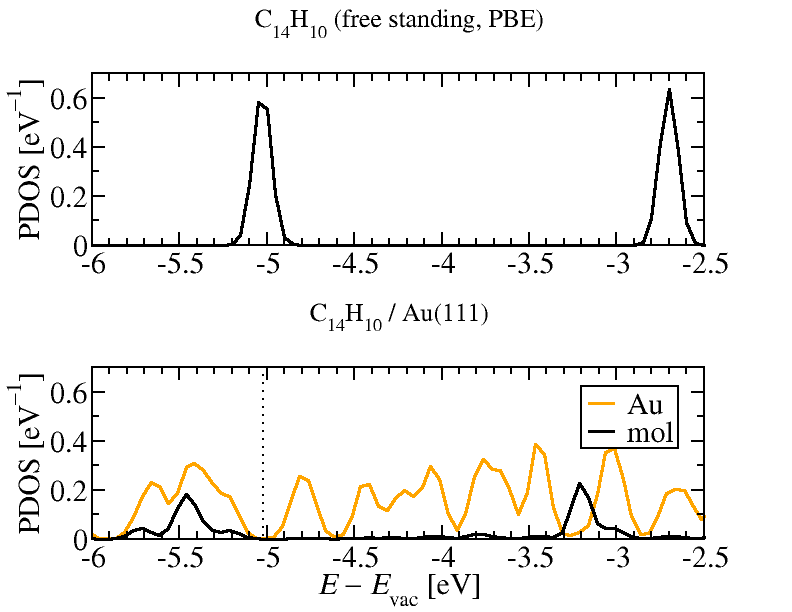 C14H10 (free standing, PBE)
PDOS [eV−1]
0.6
0.4
0.2
0
-6 -5.5 -5 -4.5 -4 -3.5 -3 -2.5
C14H10 / Au(111)
PDOS [eV−1]
0.6
0.4
0.2
0
Au
mol
-6 -5.5 -5 -4.5 -4 -3.5 -3 -2.5
E − Evac [eV]